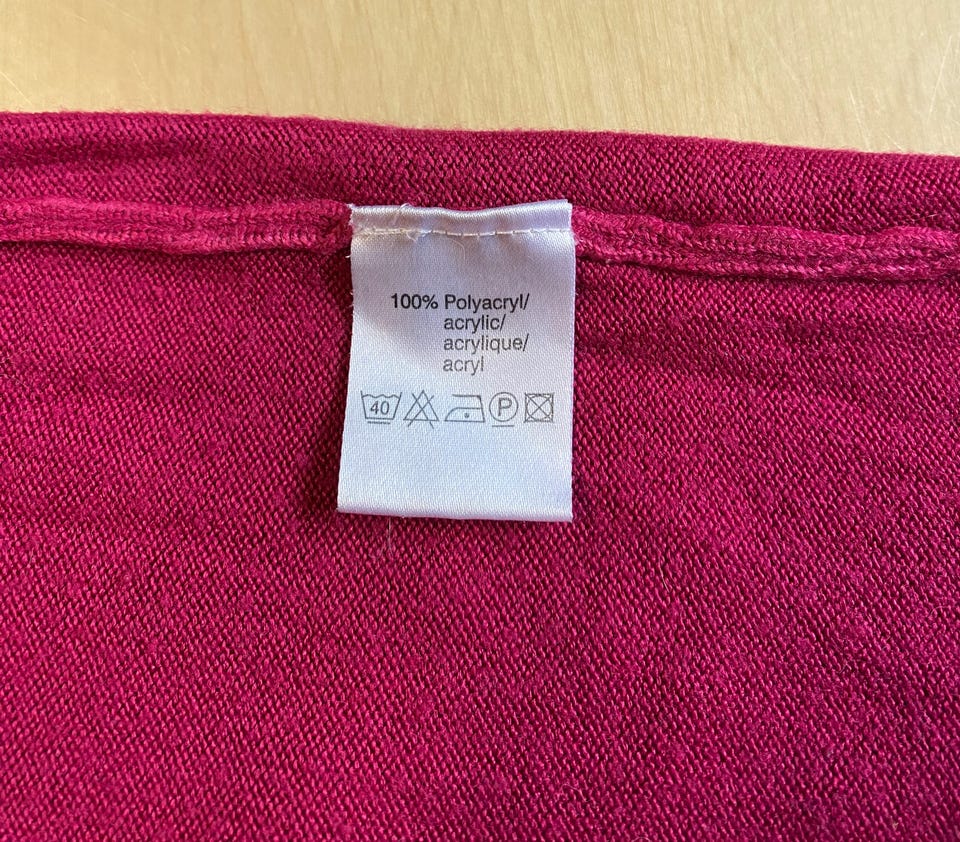 100% Polyacryl/
acrylic/
acrylique/
acryl
40 P